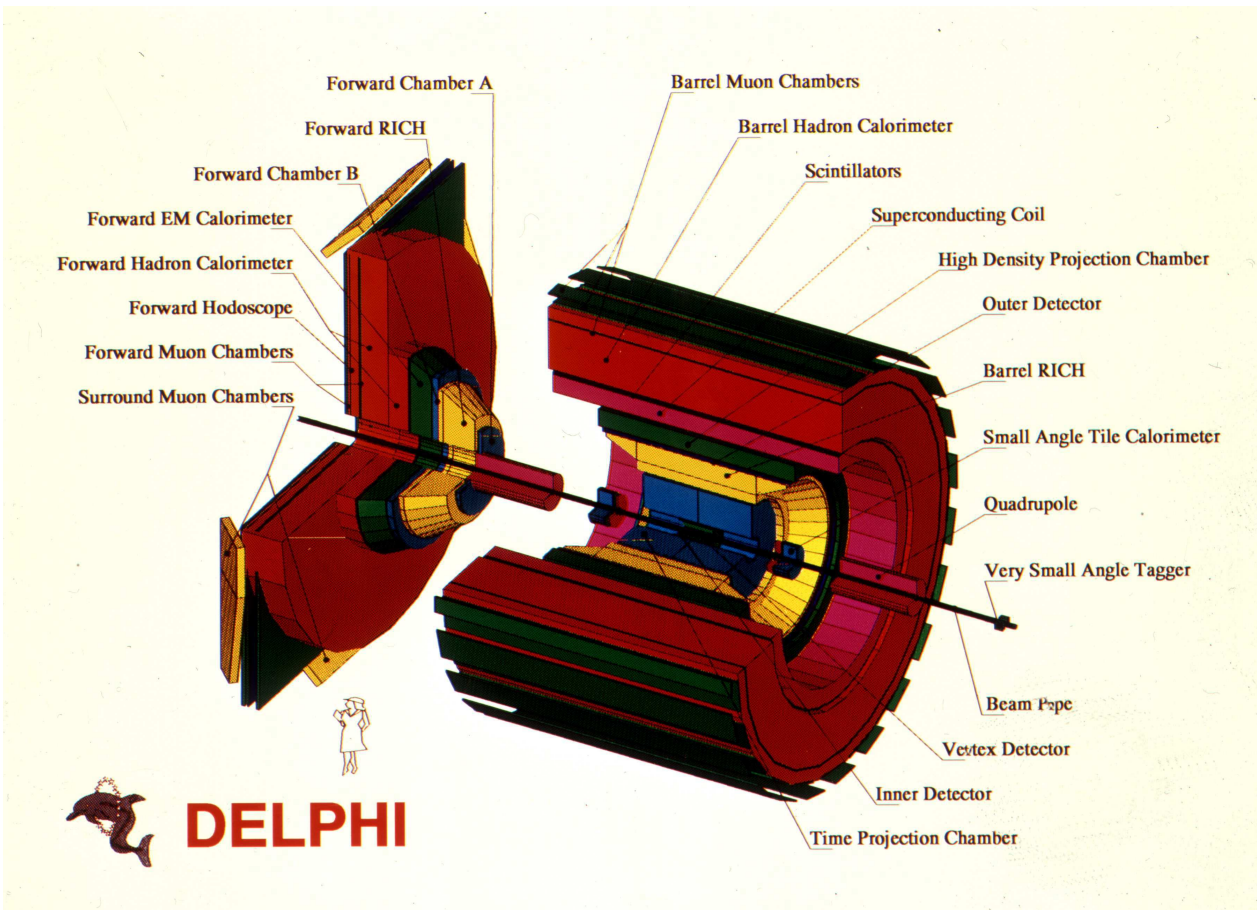 Forward Chamber A
Forward RICH
Forward Chamber B
Forward EM Calorimeter
Forward Hadron Calorimeter
Forward Hodoscope
Forward Muon Chambers
Surround Muon Chambers
Barrel Muon Chambers
Barrel Hadron Calorimeter
Scintillators
Superconducting Coil
High Density Projection Chamber
Outer Detector
Barrel RICH
Small Angle Tile Calorimeter
Quadrupole
Very Small Angle Tagger
Beam Pipe
Vertex Detector
Inner Detector
Time Projection Chamber
DELPHI